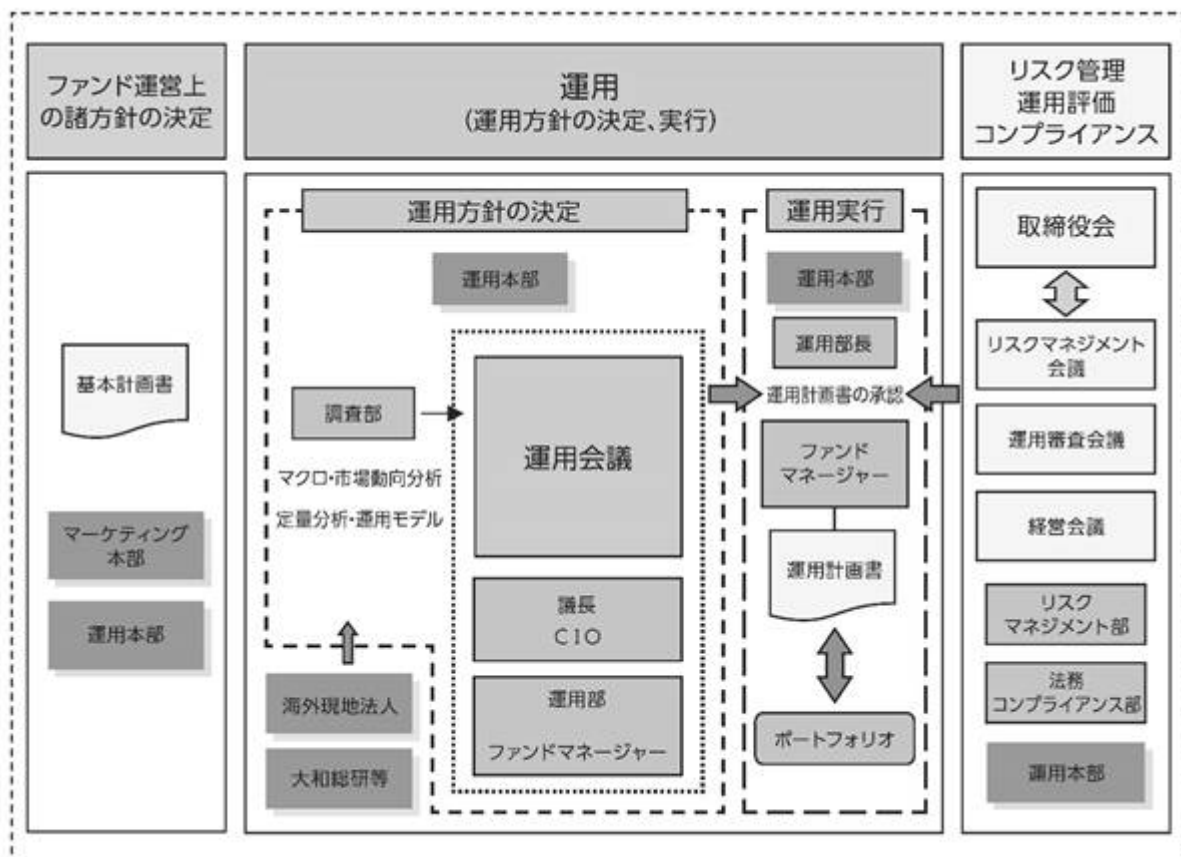 ファンド運営上
の諸方針の決定
運用
(運用方針の決定、実行)
リスク管理
運用評価
コンプライアンス
基本計画書
マーケティング
本部
運用本部
運用方針の決定
運用本部
調査部
マクロ・市場動向分析
定量分析・運用モデル
運用会議
議長
CIO
運用部
ファンドマネージャー
海外現地法人
大和総研等
運用実行
運用本部
運用部長
運用計画書の承認
ファンド
マネージャー
運用計画書
ポートフォリオ
取締役会
リスクマネジメント
会議
運用審査会議
経営会議
リスク
マネジメント部
法務
コンプライアンス部
運用本部